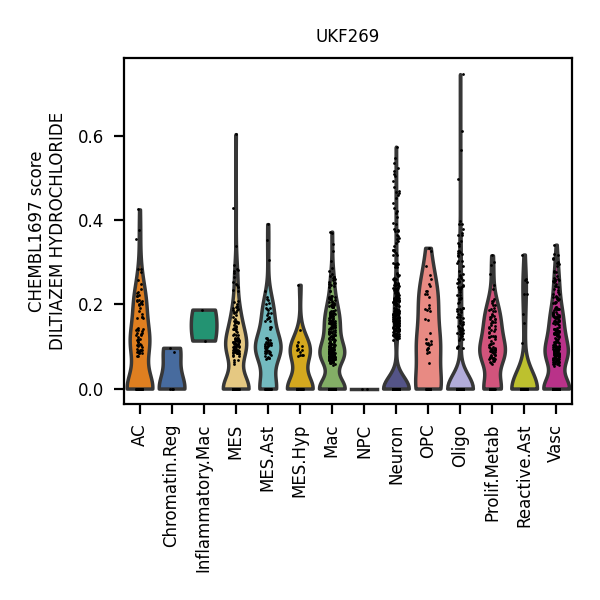 UKF269
CHEMBL1697 score
DILTIAZEM HYDROCHLORIDE
0.6
0.4
0.2
0.0
AC
Chromatin.Reg
Inflammatory.Mac
MES
MES.Ast
MES.Hyp
Mac
NPC
Neuron
OPC
Oligo
Prolif.Metab
Reactive.Ast
Vasc